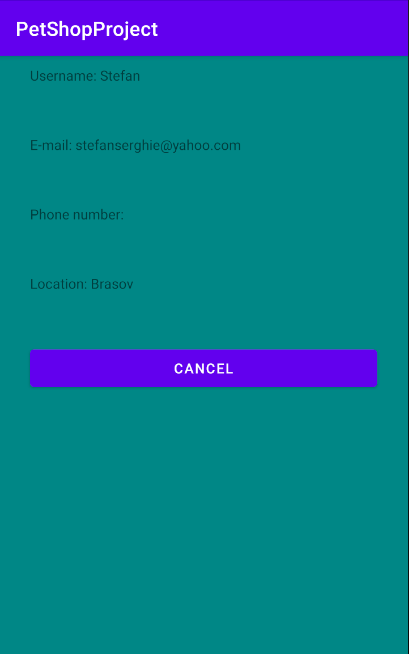 PetShopProject
Username: Stefan
E-mail: stefanserghie@yahoo.com
Phone number:
Location: Brasov
CANCEL